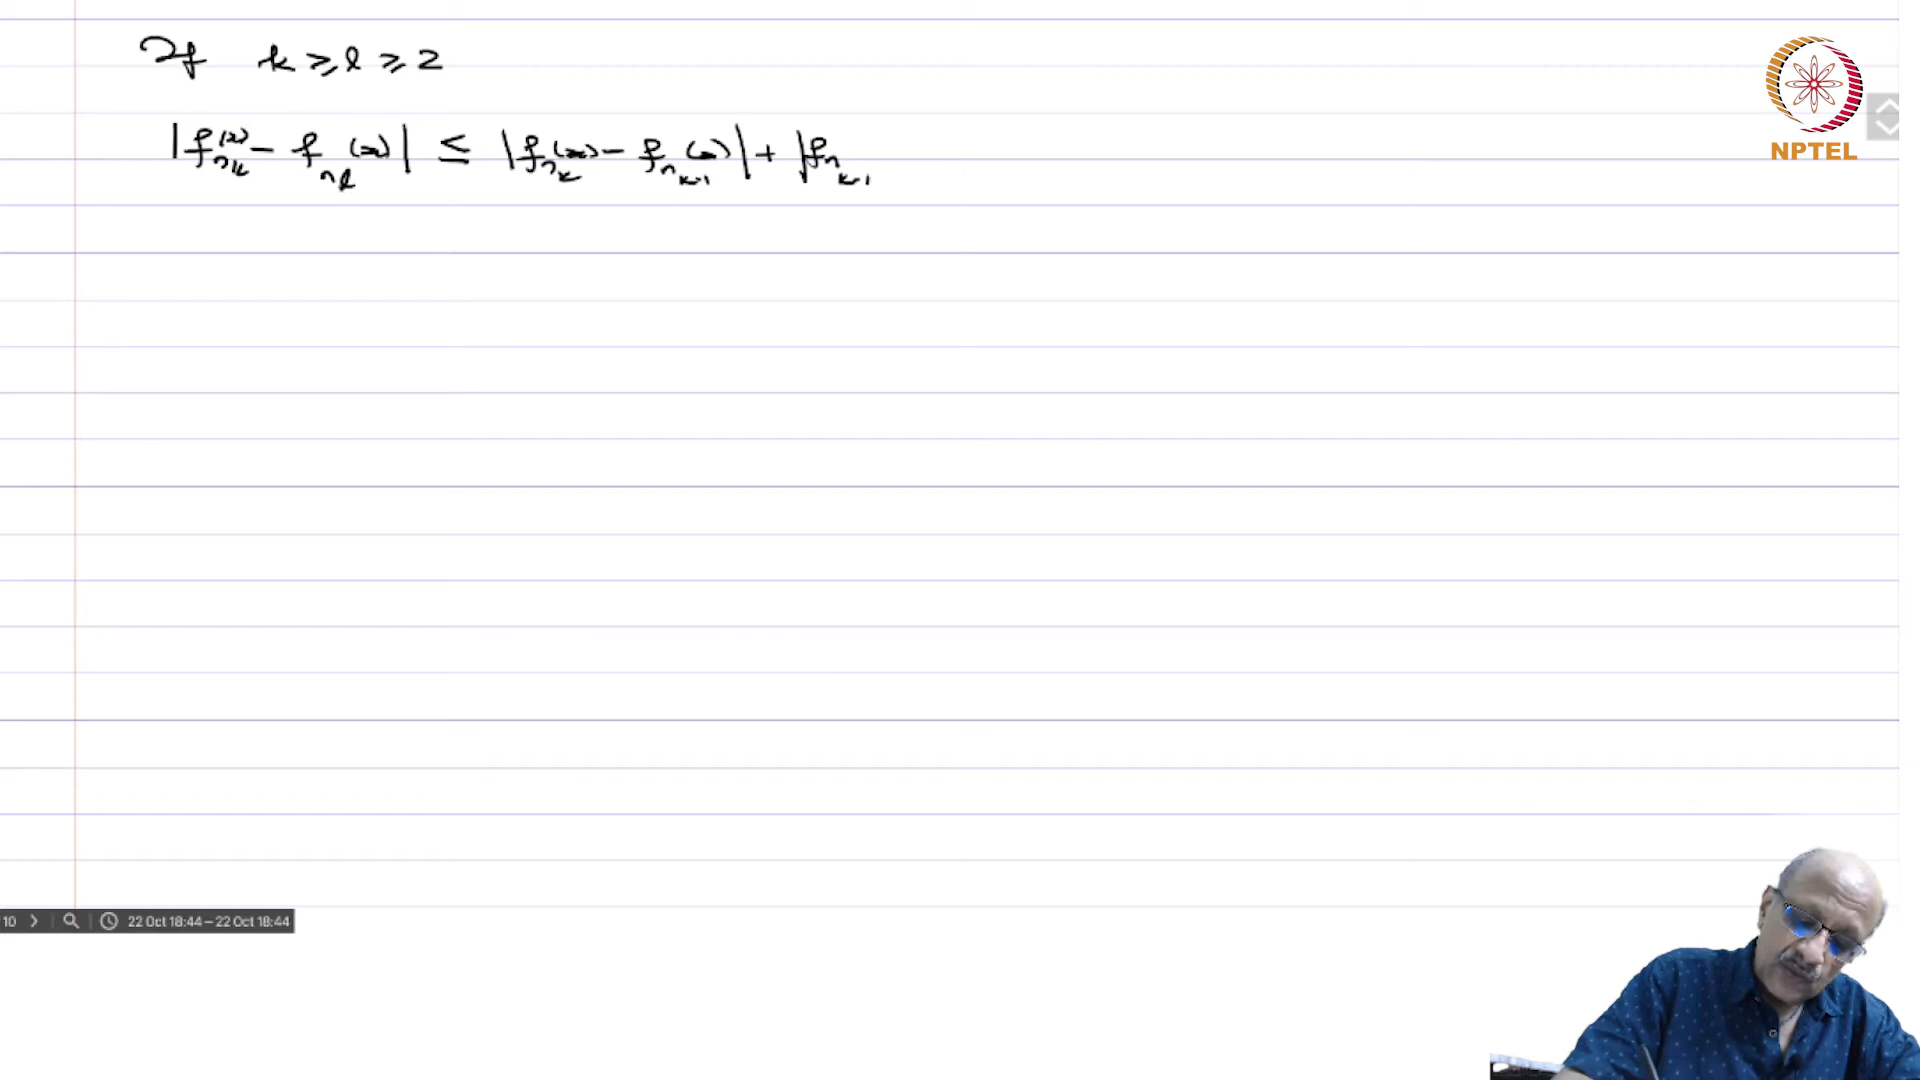 If k ≥ l ≥ 2
|f_{n_k}(x) - f_{n_l}(x)| ≤ |f_{n_k}(x) - f_{n_{k-1}}(x)| + |f_{n_{k-1}}
NPTEL
10 22 Oct 18:44 – 22 Oct 18:44